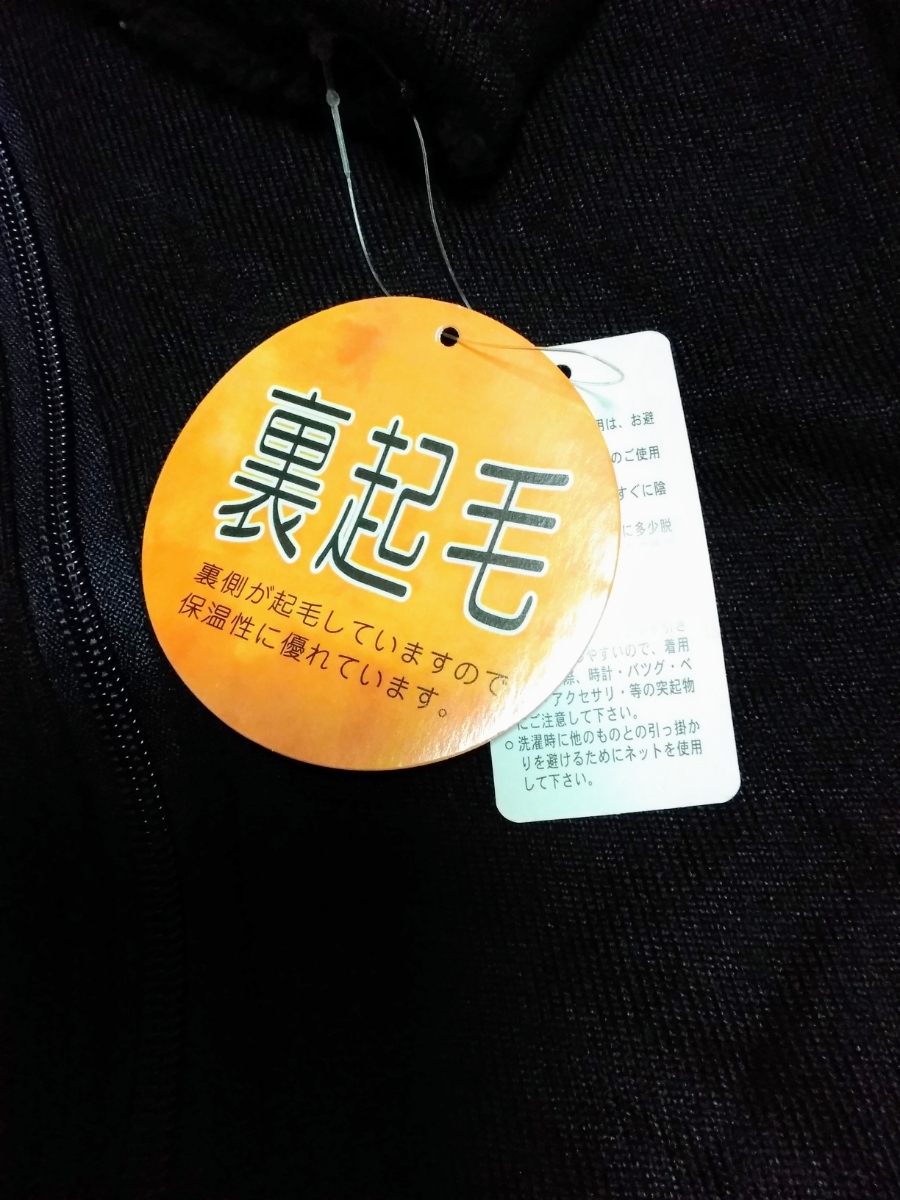 裏起毛
裏側が起毛していますので
保温性に優れています。
用は、お避
のご使用
すぐに陰
に多少脱
やすいので、着用
際、時計・バツグ・ベ
アクセサリ・等の突起物
にご注意して下さい。
○洗濯時に他のものとの引っ掛か
りを避けるためにネットを使用
して下さい。